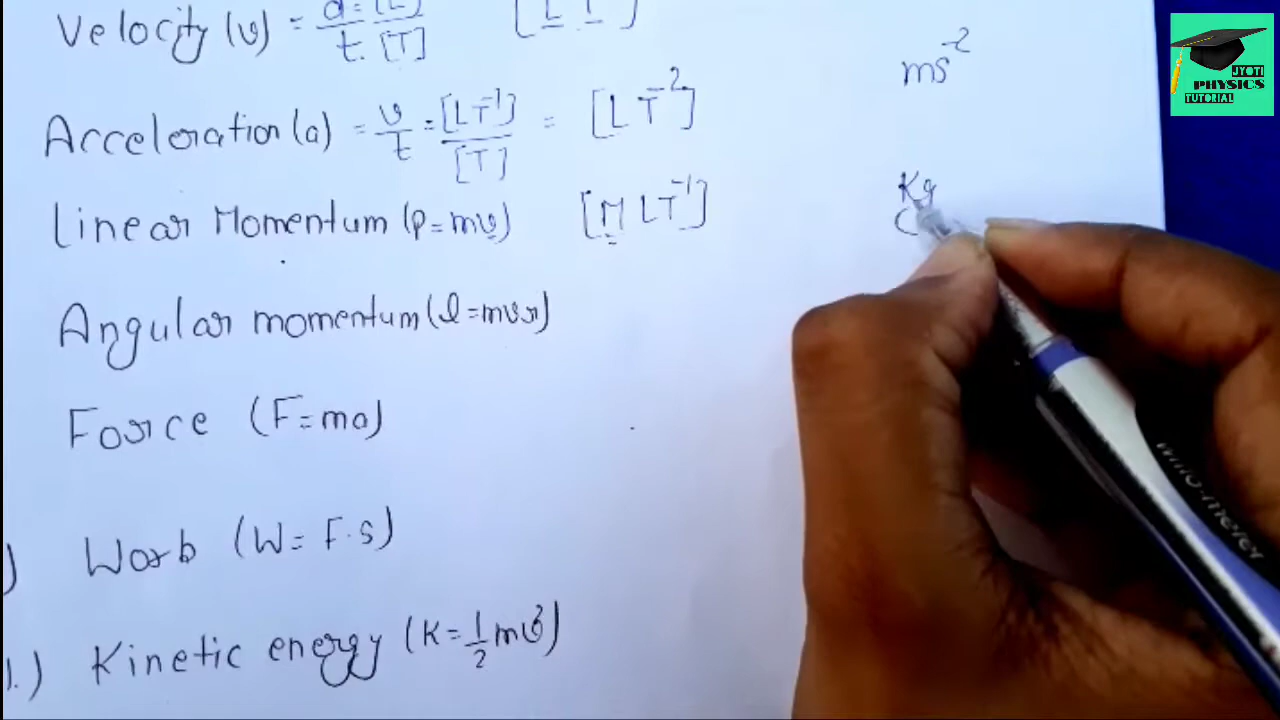 Velocity (v) = d=[L] / t.[T] [L T ]
ms⁻²
Acceleration (a) = v/t = [LT⁻¹]/[T] = [L T⁻²]
Kg
Linear Momentum (p=mv) [M LT⁻¹]
Angular momentum (l=mvr)
Force (F=ma)
) Work (W= F.s)
1.) Kinetic energy (K=1/2 mv²)
JYOTI
PHYSICS
TUTORIAL